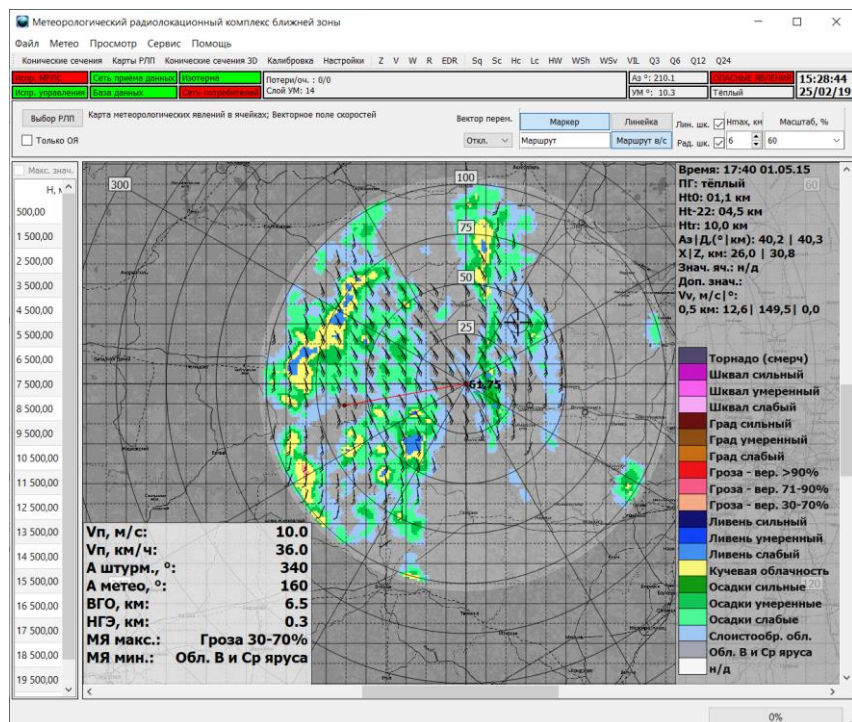 Метеорологический радиолокационный комплекс ближней зоны
Файл Метео Просмотр Сервис Помощь
Конические сечения Карты РЛП Конические сечения 3D Калибровка Настройки Z V W R EDR Sq Sc Hc Lc HW WSh WSv VIL Q3 Q6 Q12 Q24
Испр. МРЛС Сеть приёма данных Изотерма Потери/оч. : 0/0 Аз º: 210.1 ОПАСНЫЕ ЯВЛЕНИЯ 15:28:44
Испр. управления База данных Сеть потребителей Слой УМ: 14 УМ º: 10.3 Тёплый 25/02/19
Выбор РЛП Карта метеорологических явлений в ячейках; Векторное поле скоростей Вектор перем. Маркер Линейка Лин. шк. Hmax, км Масштаб, %
Только ОЯ Откл. Маршрут Маршрут в/с Рад. шк. 6 60
Макс. знач.
H, м
500,00
1 500,00
2 500,00
3 500,00
4 500,00
5 500,00
6 500,00
7 500,00
8 500,00
9 500,00
10 500,00
11 500,00
12 500,00
13 500,00
14 500,00
15 500,00
16 500,00
17 500,00
18 500,00
19 500,00
300
100
75
50
25
61.75
60
120
Время: 17:40 01.05.15
ПГ: тёплый
Ht0: 01,1 км
Ht-22: 04,5 км
Htr: 10,0 км
Аз|Д,(º|км): 40,2 | 40,3
X|Z, км: 26,0 | 30,8
Знач. яч.: н/д
Доп. знач.:
Vv, м/с|º:
0,5 км: 12,6| 149,5| 0,0
Торнадо (смерч)
Шквал сильный
Шквал умеренный
Шквал слабый
Град сильный
Град умеренный
Град слабый
Гроза - вер. >90%
Гроза - вер. 71-90%
Гроза - вер. 30-70%
Ливень сильный
Ливень умеренный
Ливень слабый
Кучевая облачность
Осадки сильные
Осадки умеренные
Осадки слабые
Слоистообр. обл.
Обл. В и Ср яруса
н/д
Vп, м/с: 10.0
Vп, км/ч: 36.0
А штурм., º: 340
А метео, º: 160
ВГО, км: 6.5
НГЭ, км: 0.3
МЯ макс.: Гроза 30-70%
МЯ мин.: Обл. В и Ср яруса
0%